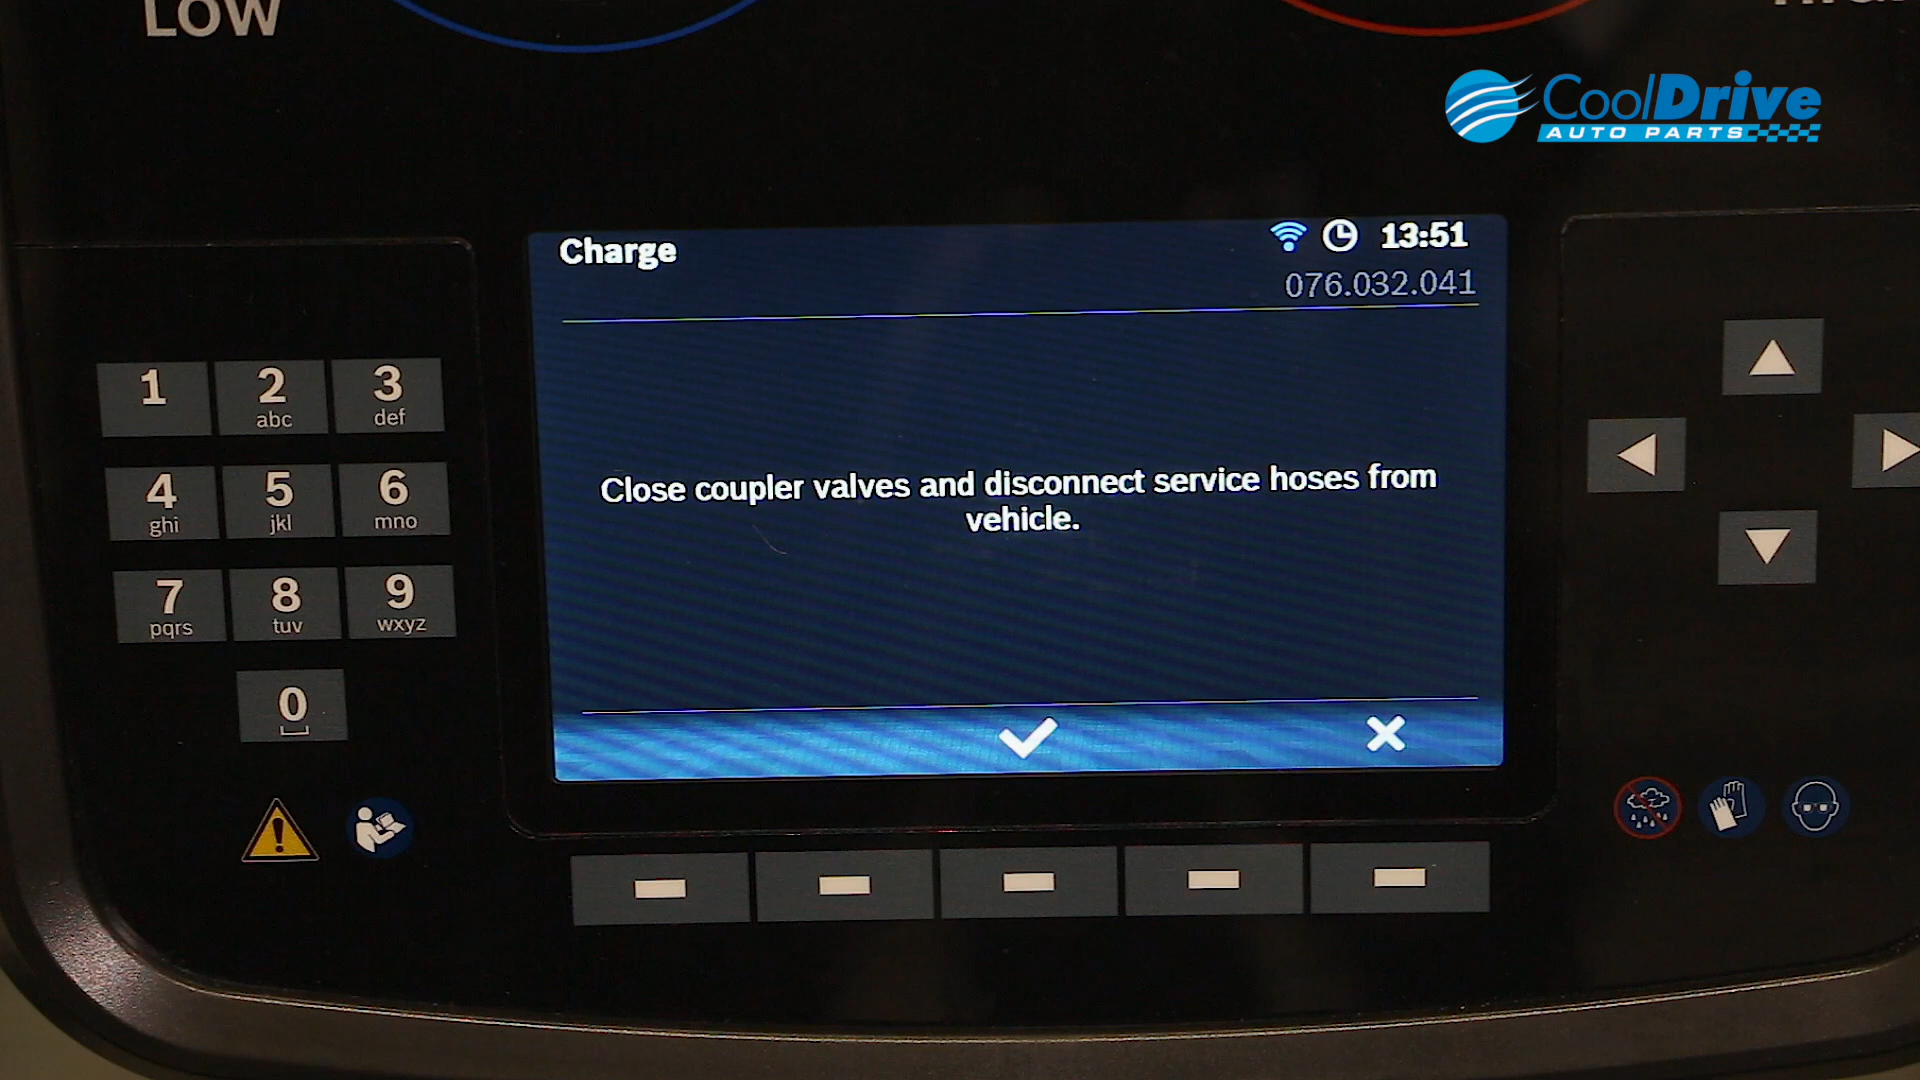 LOW
CoolDrive
AUTO PARTS
Charge
13:51
076.032.041
Close coupler valves and disconnect service hoses from
vehicle.
1
2
abc
3
def
4
ghi
5
jkl
6
mno
7
pqrs
8
tuv
9
wxyz
0